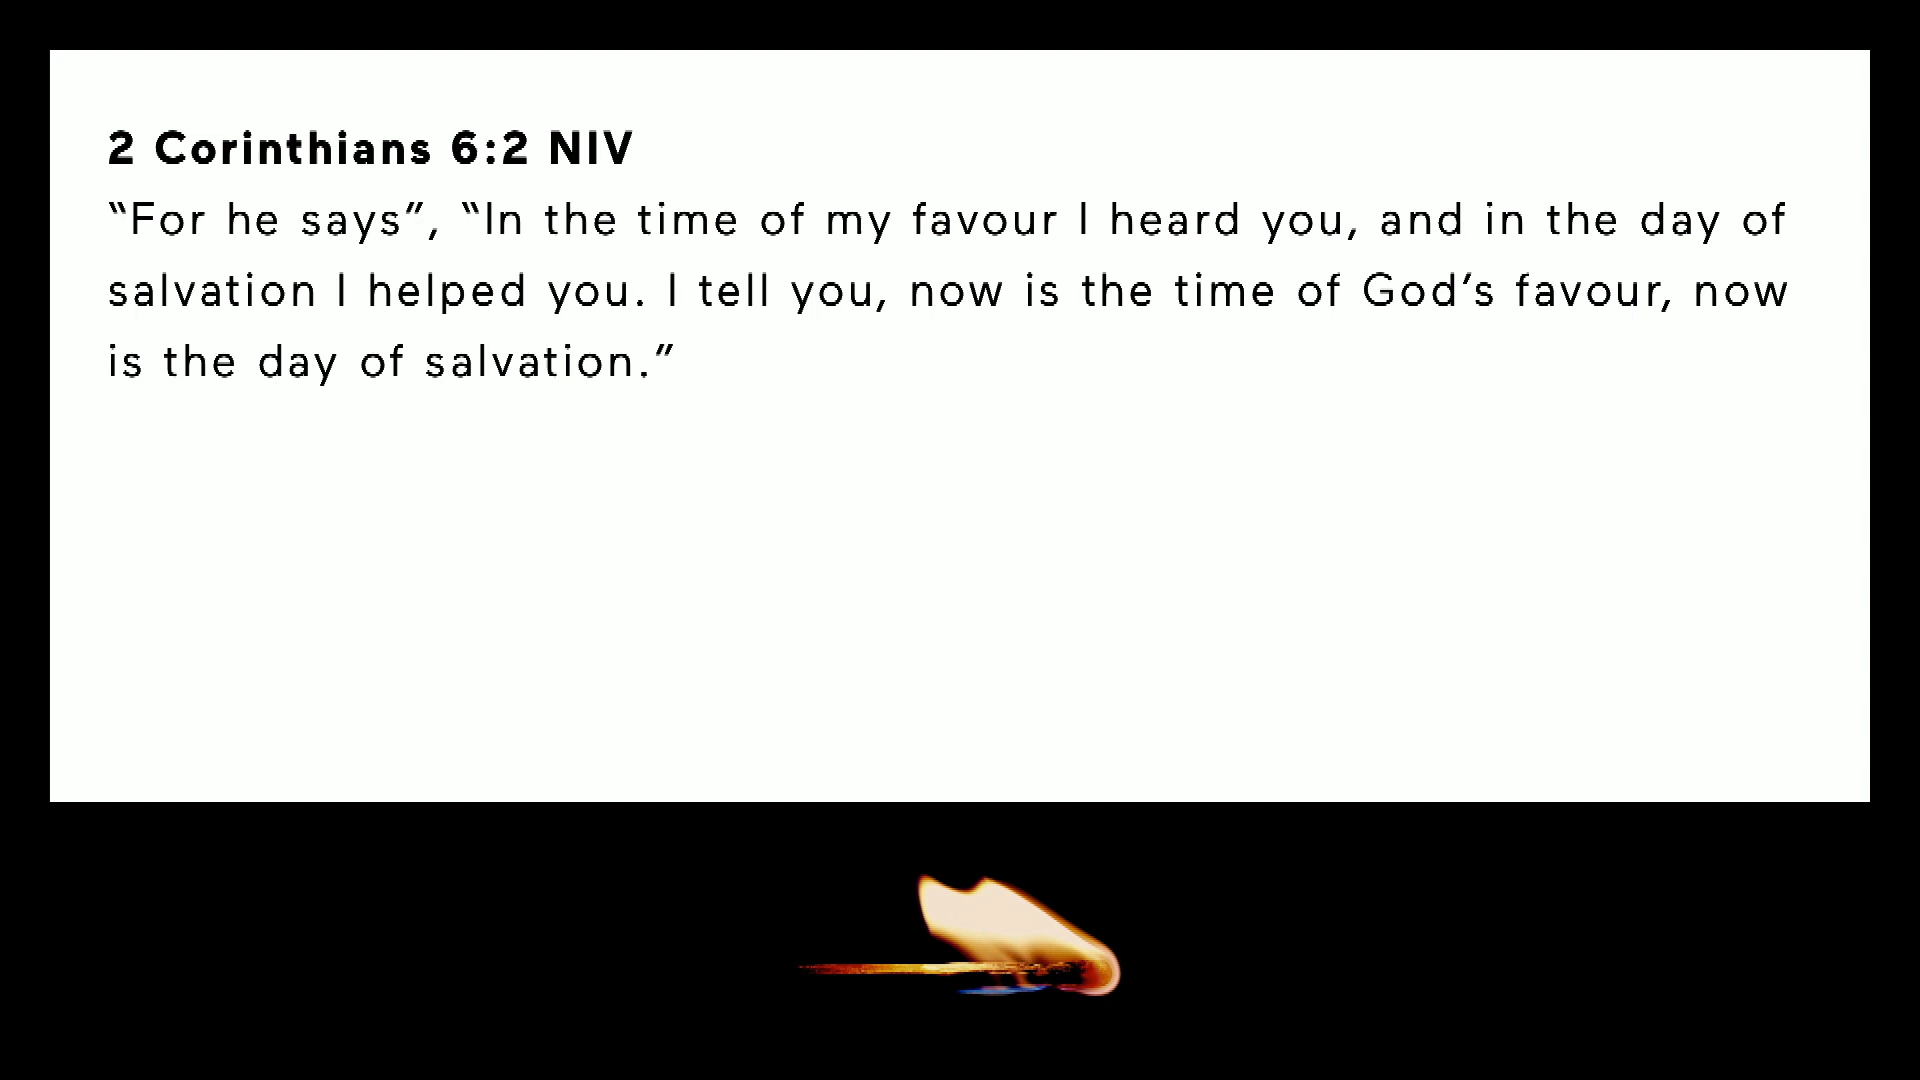 2 Corinthians 6:2 NIV
“For he says”, “In the time of my favour I heard you, and in the day of
salvation I helped you. I tell you, now is the time of God’s favour, now
is the day of salvation.”